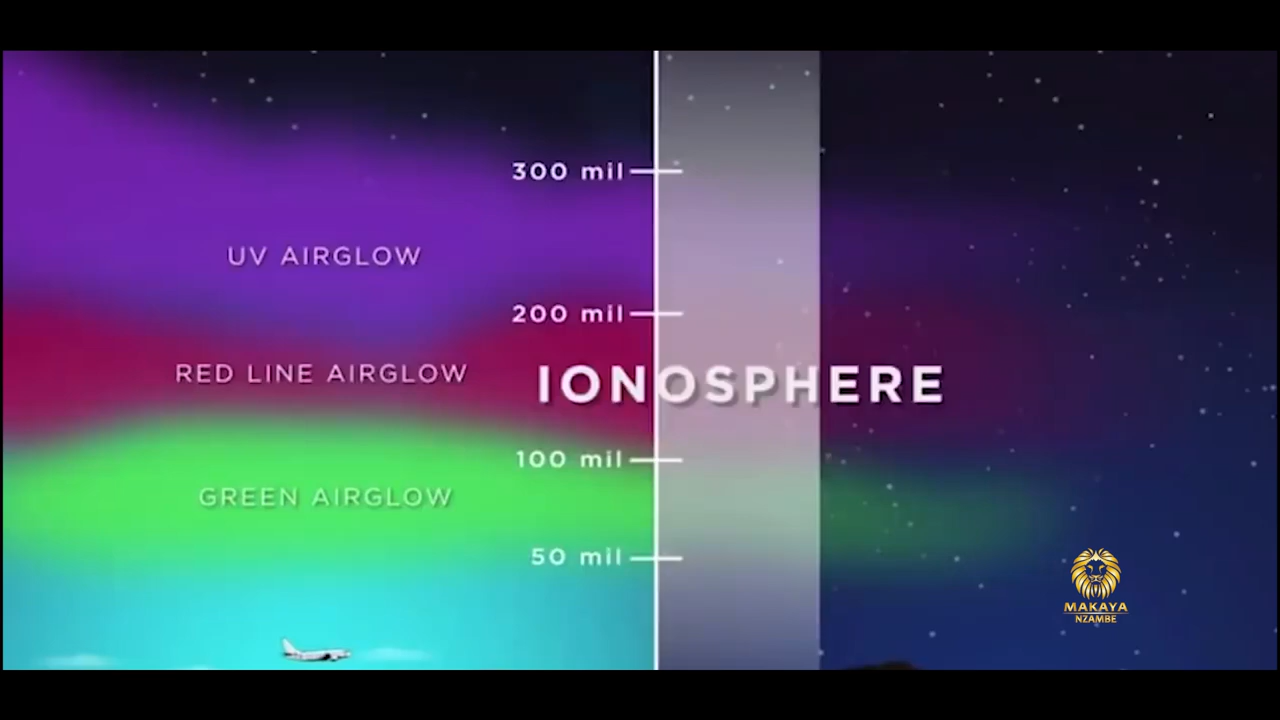 300 mil
UV AIRGLOW
200 mil
RED LINE AIRGLOW
IONOSPHERE
100 mil
GREEN AIRGLOW
50 mil
MAKAYA
NZAMBE